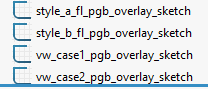 style_a_fl_pgb_overlay_sketch
style_b_fl_pgb_overlay_sketch
vw_case1_pgb_overlay_sketch
vw_case2_pgb_overlay_sketch